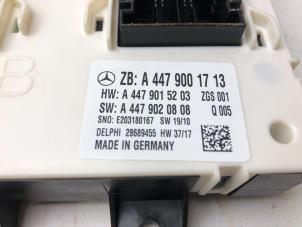 B
ZB: A 447 900 17 13
HW: A 447 901 52 03 ZGS 001
SW: A 447 902 08 08 Q 005
SNO: E203180167 SW 19/10
DELPHI 28689455 HW 37/17
MADE IN GERMANY